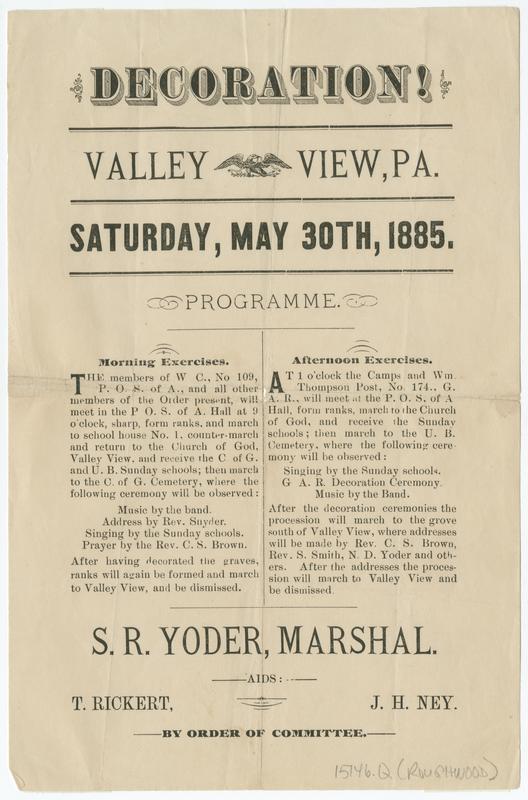 DECORATION!
VALLEY VIEW, PA.
SATURDAY, MAY 30TH, 1885.
PROGRAMME.
Morning Exercises.
THE members of W C., No 109,
P. O. S. of A., and all other
members of the Order present, will
meet in the P O. S. of A. Hall at 9
o'clock, sharp, form ranks, and march
to school house No. 1, counter-march
and return to the Church of God,
Valley View, and receive the C of G.
and U. B. Sunday schools; then march
to the C. of G. Cemetery, where the
following ceremony will be observed:
Music by the band.
Address by Rev. Snyder.
Singing by the Sunday schools.
Prayer by the Rev. C. S. Brown.
After having decorated the graves,
ranks will again be formed and march
to Valley View, and be dismissed.
Afternoon Exercises.
AT 1 o'clock the Camps and Wm.
Thompson Post, No. 174., G.
A. R., will meet at the P. O. S. of A
Hall, form ranks, march to the Church
of God, and receive the Sunday
schools; then march to the U. B.
Cemetery, where the following cere-
mony will be observed:
Singing by the Sunday schools.
G A. R. Decoration Ceremony.
Music by the Band.
After the decoration ceremonies the
procession will march to the grove
south of Valley View, where addresses
will be made by Rev. C. S. Brown,
Rev. S. Smith, N. D. Yoder and oth-
ers. After the addresses the proces-
sion will march to Valley View and
be dismissed.
S. R. YODER, MARSHAL.
AIDS:
T. RICKERT, J. H. NEY.
BY ORDER OF COMMITTEE.
15746.Q (ROUGHWOOD)